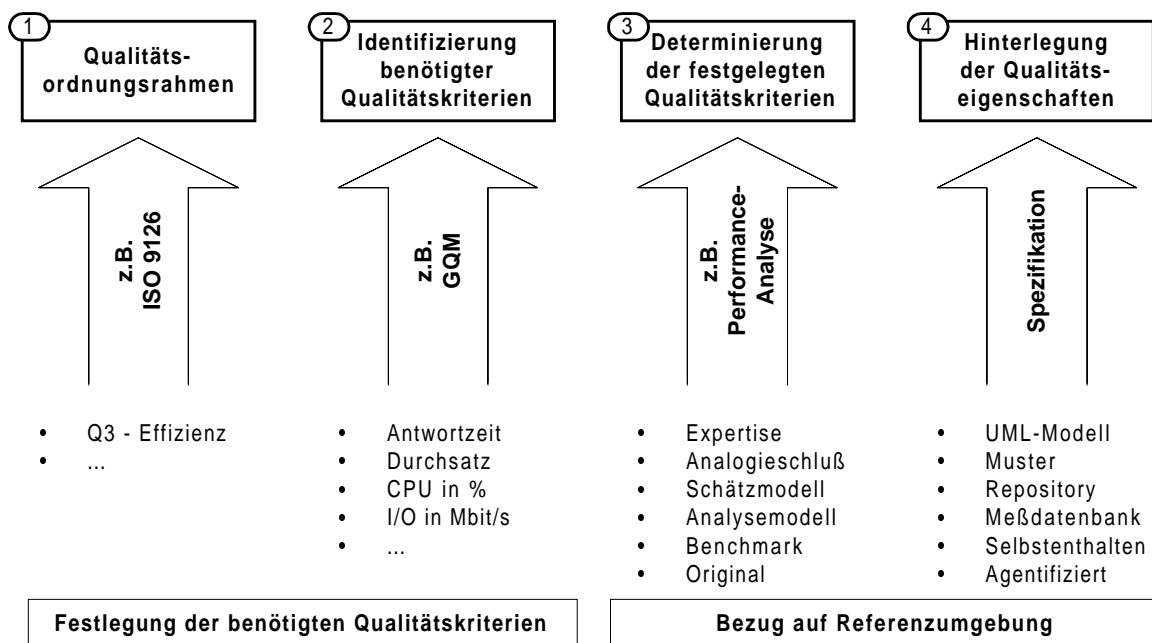 1
Qualitäts-
ordnungsrahmen
2
Identifizierung
benötigter
Qualitätskriterien
3
Determinierung
der festgelegten
Qualitätskriterien
4
Hinterlegung
der Qualitäts-
eigenschaften
z.B.
ISO 9126
z.B.
GQM
z.B.
Performance-
Analyse
Spezifikation
• Q3 - Effizienz
• ...
• Antwortzeit
• Durchsatz
• CPU in %
• I/O in Mbit/s
• ...
• Expertise
• Analogieschluß
• Schätzmodell
• Analysemodell
• Benchmark
• Original
• UML-Modell
• Muster
• Repository
• Meßdatenbank
• Selbstenthalten
• Agentifiziert
Festlegung der benötigten Qualitätskriterien
Bezug auf Referenzumgebung